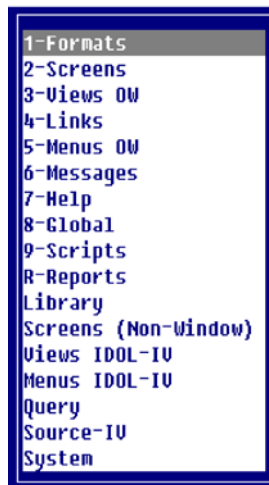 1-Formats
2-Screens
3-Views OW
4-Links
5-Menus OW
6-Messages
7-Help
8-Global
9-Scripts
R-Reports
Library
Screens (Non-Window)
Views IDOL-IV
Menus IDOL-IV
Query
Source-IV
System